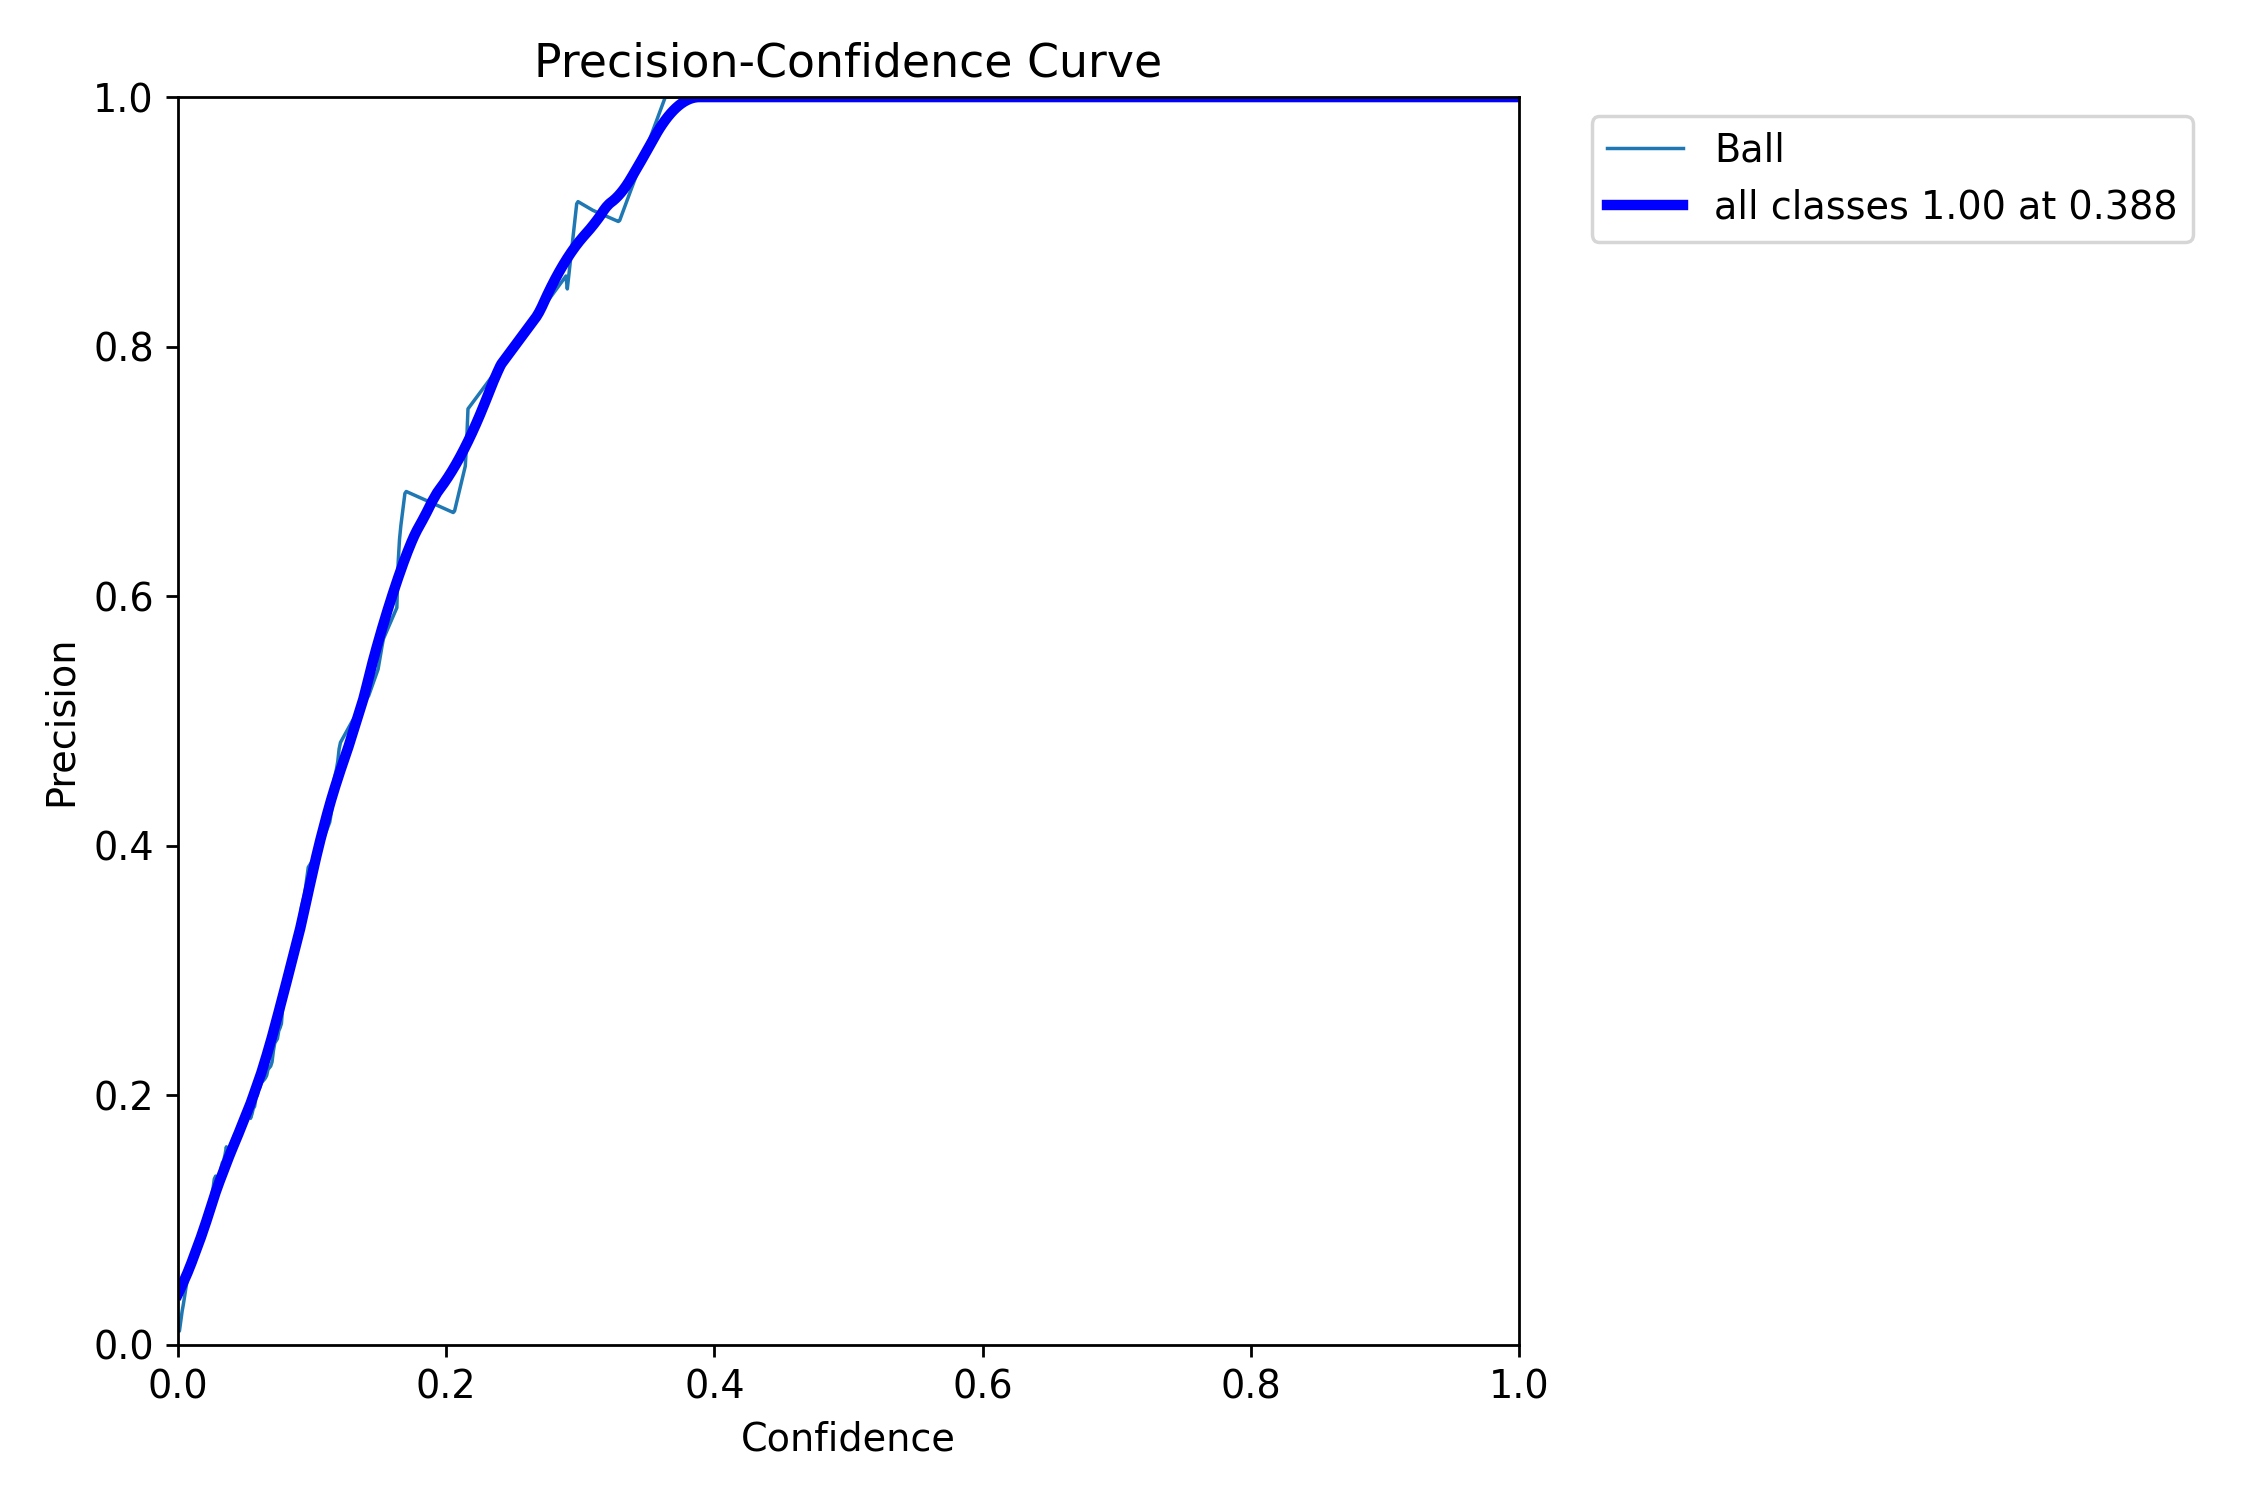 Precision-Confidence Curve
Ball
all classes 1.00 at 0.388
Precision
1.0
0.8
0.6
0.4
0.2
0.0
0.0 0.2 0.4 0.6 0.8 1.0
Confidence